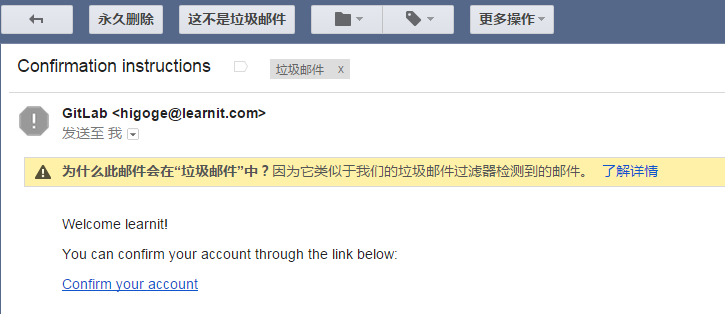 永久删除 这不是垃圾邮件 更多操作
Confirmation instructions 垃圾邮件 x
GitLab <higoge@learnit.com>
发送至 我
为什么此邮件会在“垃圾邮件”中？因为它类似于我们的垃圾邮件过滤器检测到的邮件。 了解详情
Welcome learnit!
You can confirm your account through the link below:
Confirm your account